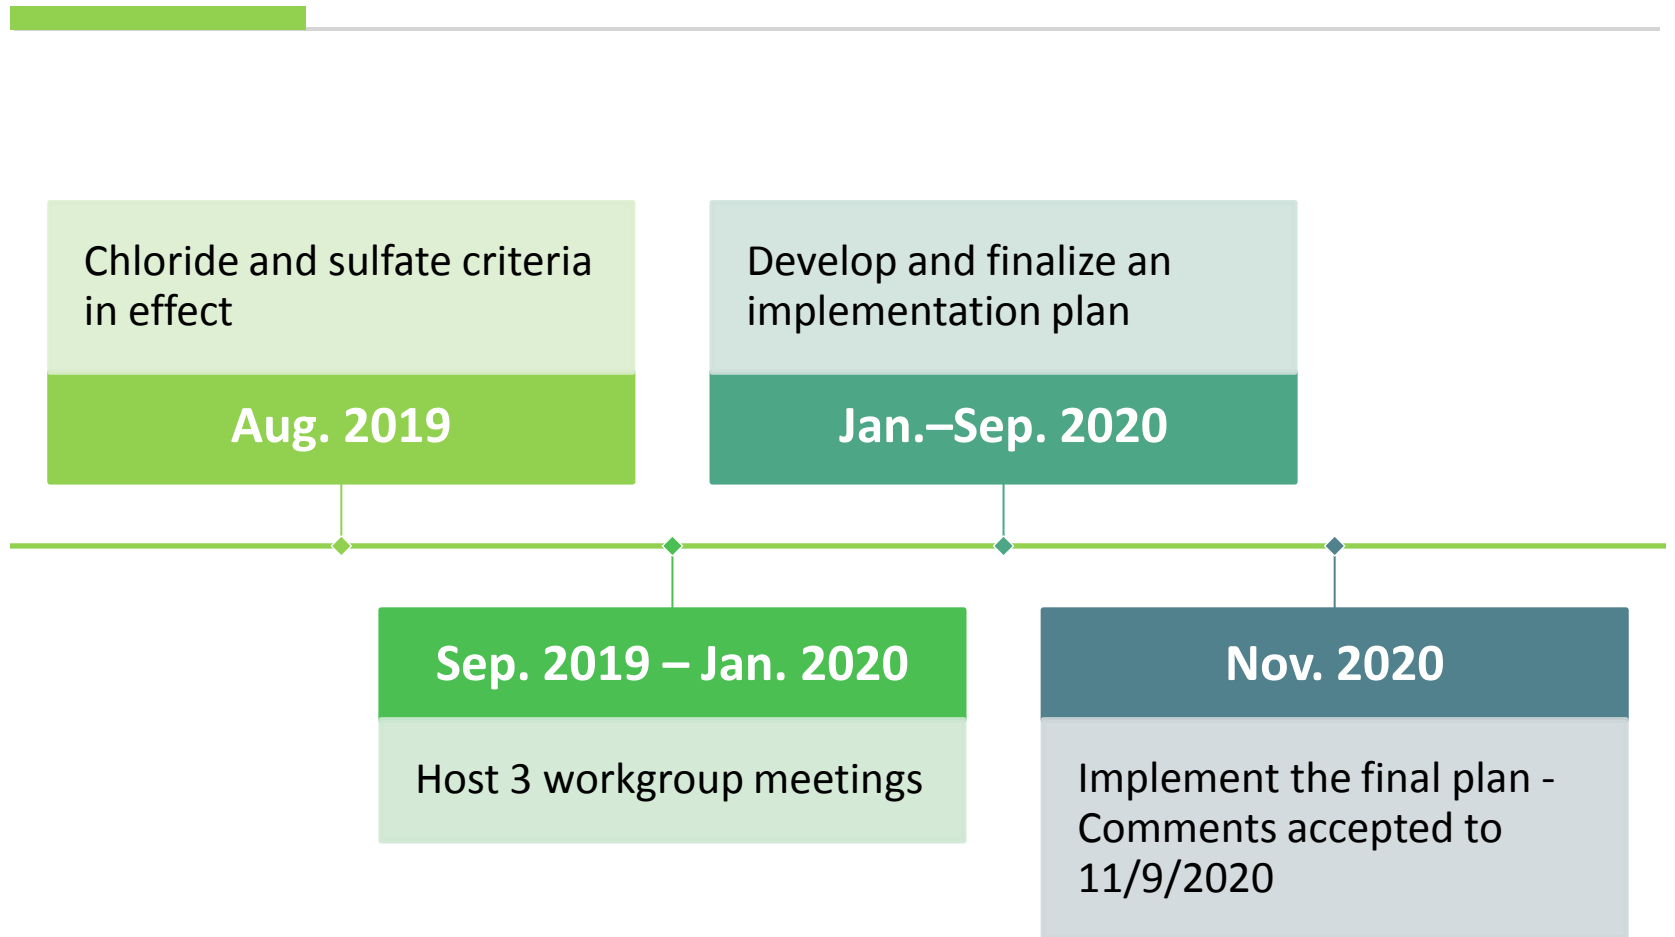 Chloride and sulfate criteria
in effect
Aug. 2019
Sep. 2019 – Jan. 2020
Host 3 workgroup meetings
Develop and finalize an
implementation plan
Jan.–Sep. 2020
Nov. 2020
Implement the final plan -
Comments accepted to
11/9/2020